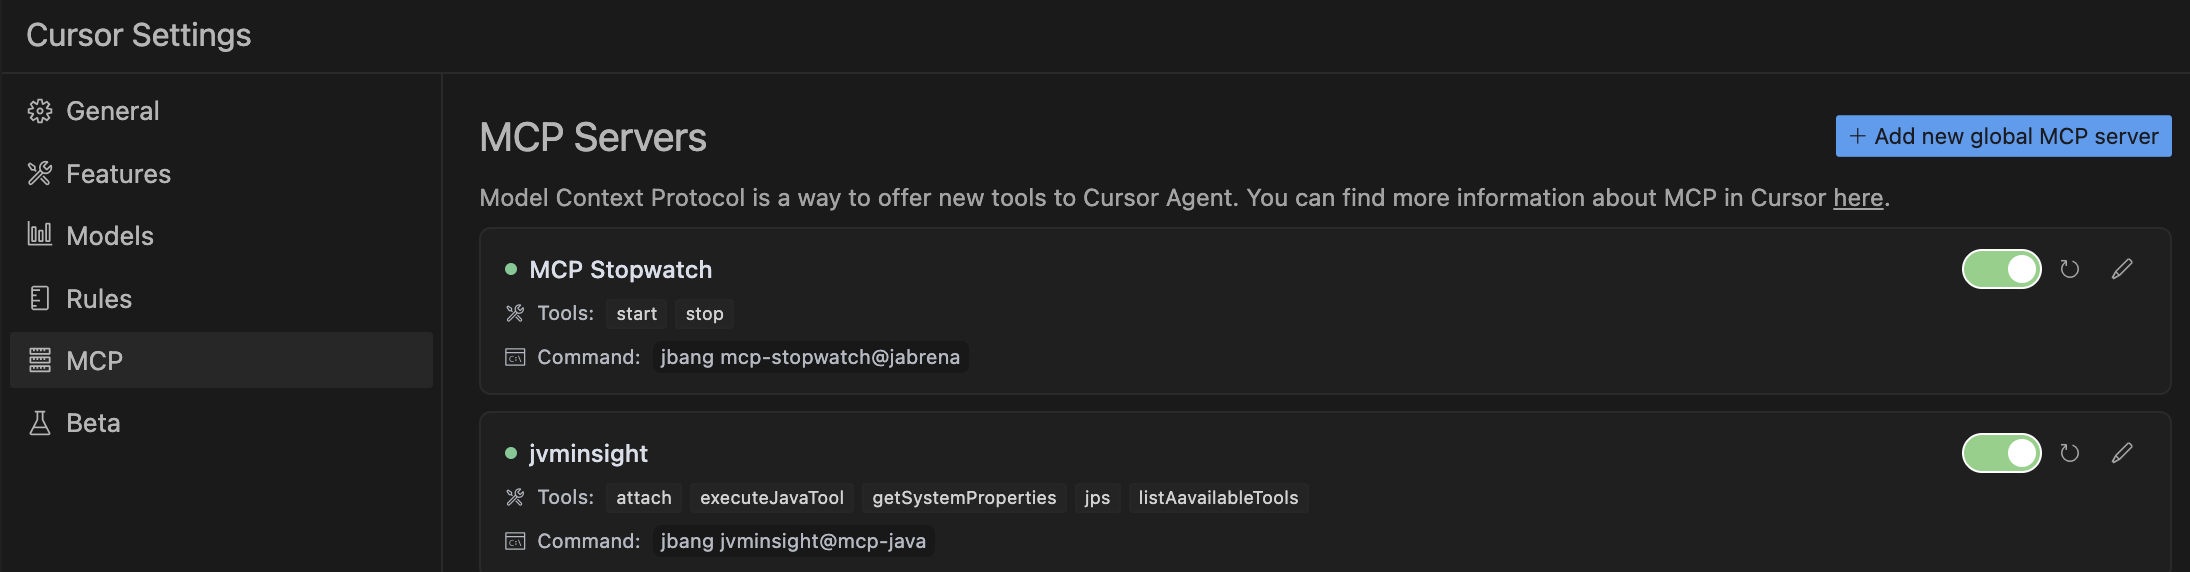 Cursor Settings
General
Features
Models
Rules
MCP
Beta
MCP Servers
+ Add new global MCP server
Model Context Protocol is a way to offer new tools to Cursor Agent. You can find more information about MCP in Cursor here.
MCP Stopwatch
Tools: start stop
Command: jbang mcp-stopwatch@jabrena
jvminsight
Tools: attach executeJavaTool getSystemProperties jps listAavailableTools
Command: jbang jvminsight@mcp-java